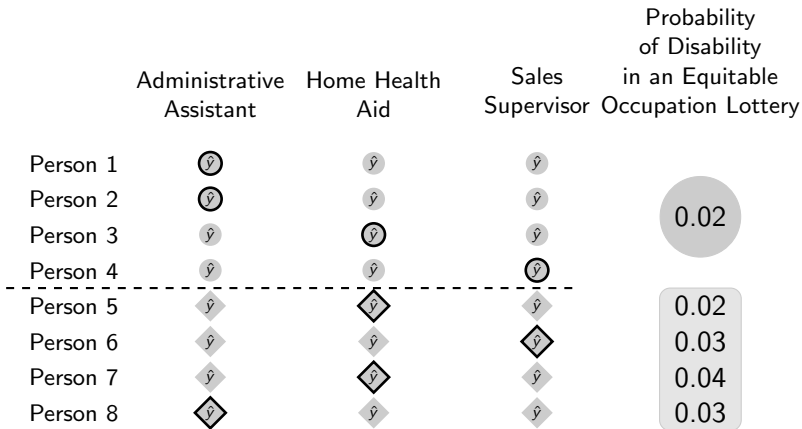 Probability
of Disability
in an Equitable
Occupation Lottery
Administrative
Assistant
Home Health
Aid
Sales
Supervisor
Person 1 ŷ ŷ ŷ
Person 2 ŷ ŷ ŷ
0.02
Person 3 ŷ ŷ ŷ
Person 4 ŷ ŷ ŷ
Person 5 ŷ ŷ ŷ 0.02
Person 6 ŷ ŷ ŷ 0.03
Person 7 ŷ ŷ ŷ 0.04
Person 8 ŷ ŷ ŷ 0.03